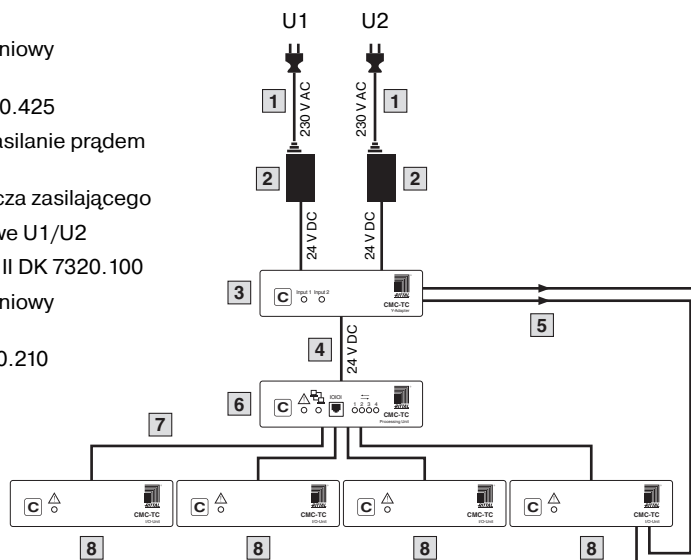 U1 U2
niowy
0.425
asilanie prądem
cza zasilającego
we U1/U2
II DK 7320.100
niowy
0.210
1
230 V AC
1
230 V AC
2
2
24 V DC
24 V DC
3
C
Input 1 Input 2
RITTAL
CMC-TC
Y-Adapter
5
4
24 V DC
6
C
IOIOI
1 2 3 4
RITTAL
CMC-TC
Processing Unit
7
C
CMC-TC
I/O-Unit
C
CMC-TC
I/O-Unit
C
CMC-TC
I/O-Unit
C
CMC-TC
I/O-Unit
8
8
8
8